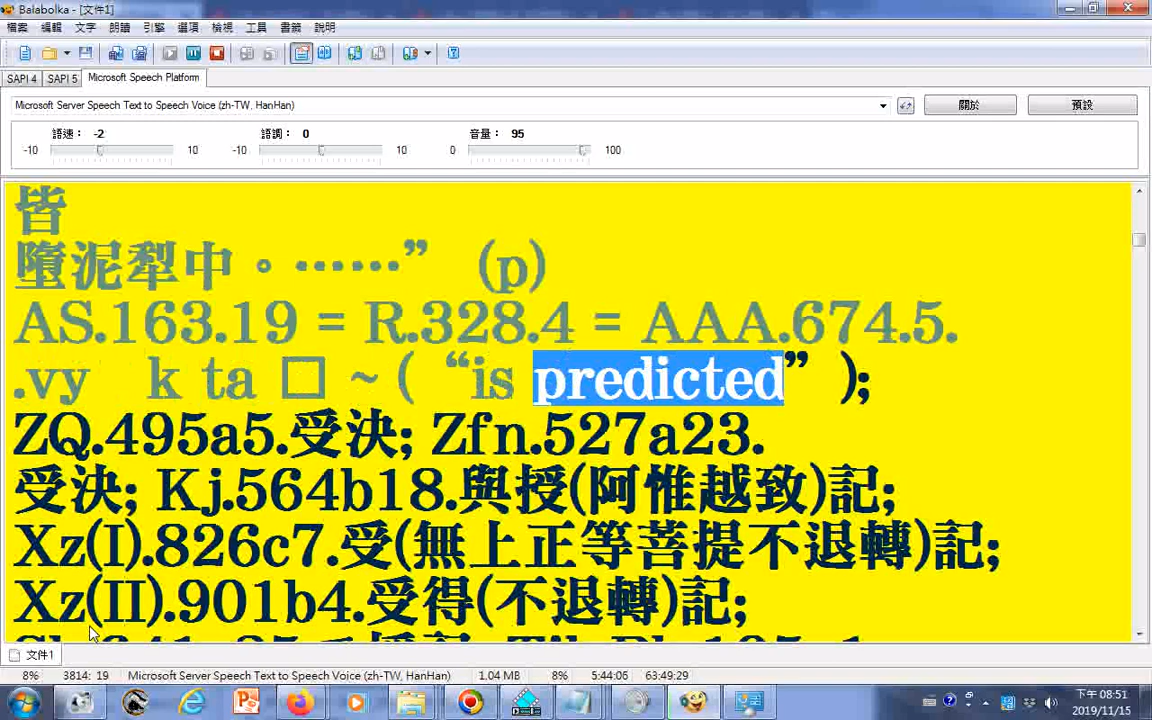 Balabolka - [文件1]
檔案 編輯 文字 朗讀 引擎 選項 檢視 工具 書籤 說明
SAPI 4 SAPI 5 Microsoft Speech Platform
Microsoft Server Speech Text to Speech Voice (zh-TW, HanHan) 關於 預設
語速： -2 語調： 0 音量： 95
-10 10 -10 10 0 100
皆
墮泥犁中。……” (p)
AS.163.19 = R.328.4 = AAA.674.5.
.vy k ta □ ~ ( “is predicted” );
ZQ.495a5.受決; Zfn.527a23.
受決; Kj.564b18.與授(阿惟越致)記;
Xz(I).826c7.受(無上正等菩提不退轉)記;
Xz(II).901b4.受得(不退轉)記;
文件1
8% 3814: 19 Microsoft Server Speech Text to Speech Voice (zh-TW, HanHan) 1.04 MB 8% 5:44:06 63:49:29
下午 08:51
2019/11/15